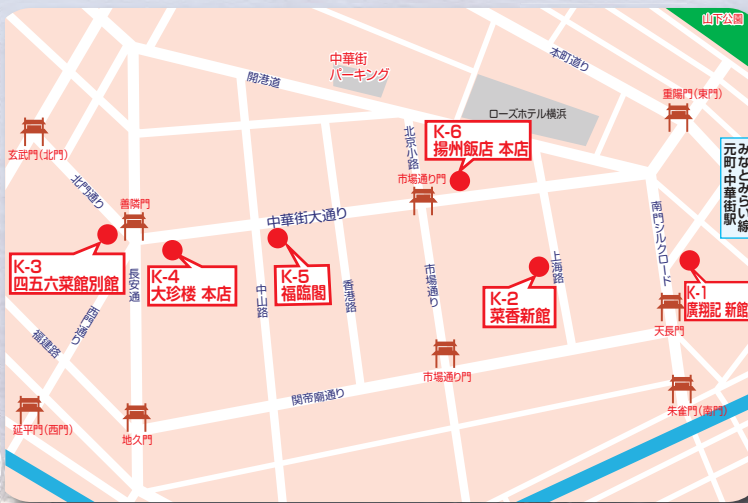 山下公園
本町通り
中華街
パーキング
開港道
ローズホテル横浜
重陽門(東門)
玄武門(北門)
北京小路
K-6
揚州飯店 本店
市場通り門
みなとみらい線
元町・中華街駅
北門通り
善隣門
中華街大通り
南門シルクロード
K-3
四五六菜館別館
K-4
大珍楼 本店
K-5
福臨閣
長安通
中山路
香港路
市場通り
上海路
K-2
菜香新館
K-1
廣翔記 新館
天長門
西門通り
福建路
市場通り門
関帝廟通り
延平門(西門)
地久門
朱雀門(南門)